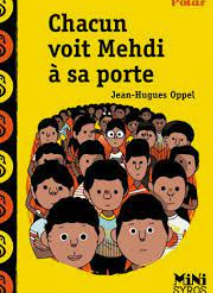 Polar
Chacun
voit Mehdi
à sa porte
Jean-Hugues Oppel
MiNi
SYROS